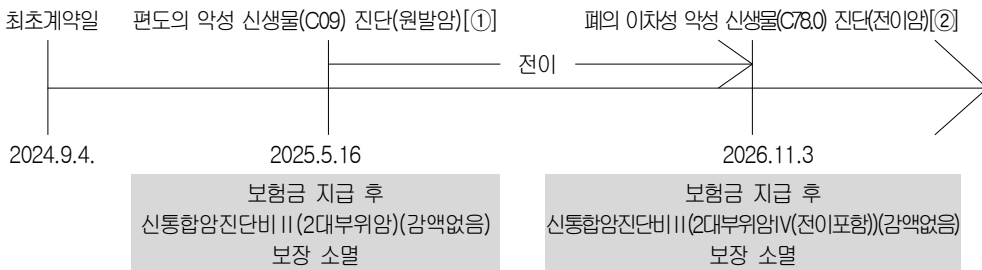 최초계약일 편도의 악성 신생물(C09) 진단(원발암)[①] 폐의 이차성 악성 신생물(C78.0) 진단(전이암)[②]
전이
2024.9.4. 2025.5.16 2026.11.3
보험금 지급 후 보험금 지급 후
신통합암진단비Ⅱ(2대부위암)(감액없음) 신통합암진단비Ⅱ(2대부위암Ⅳ(전이포함))(감액없음)
보장 소멸 보장 소멸